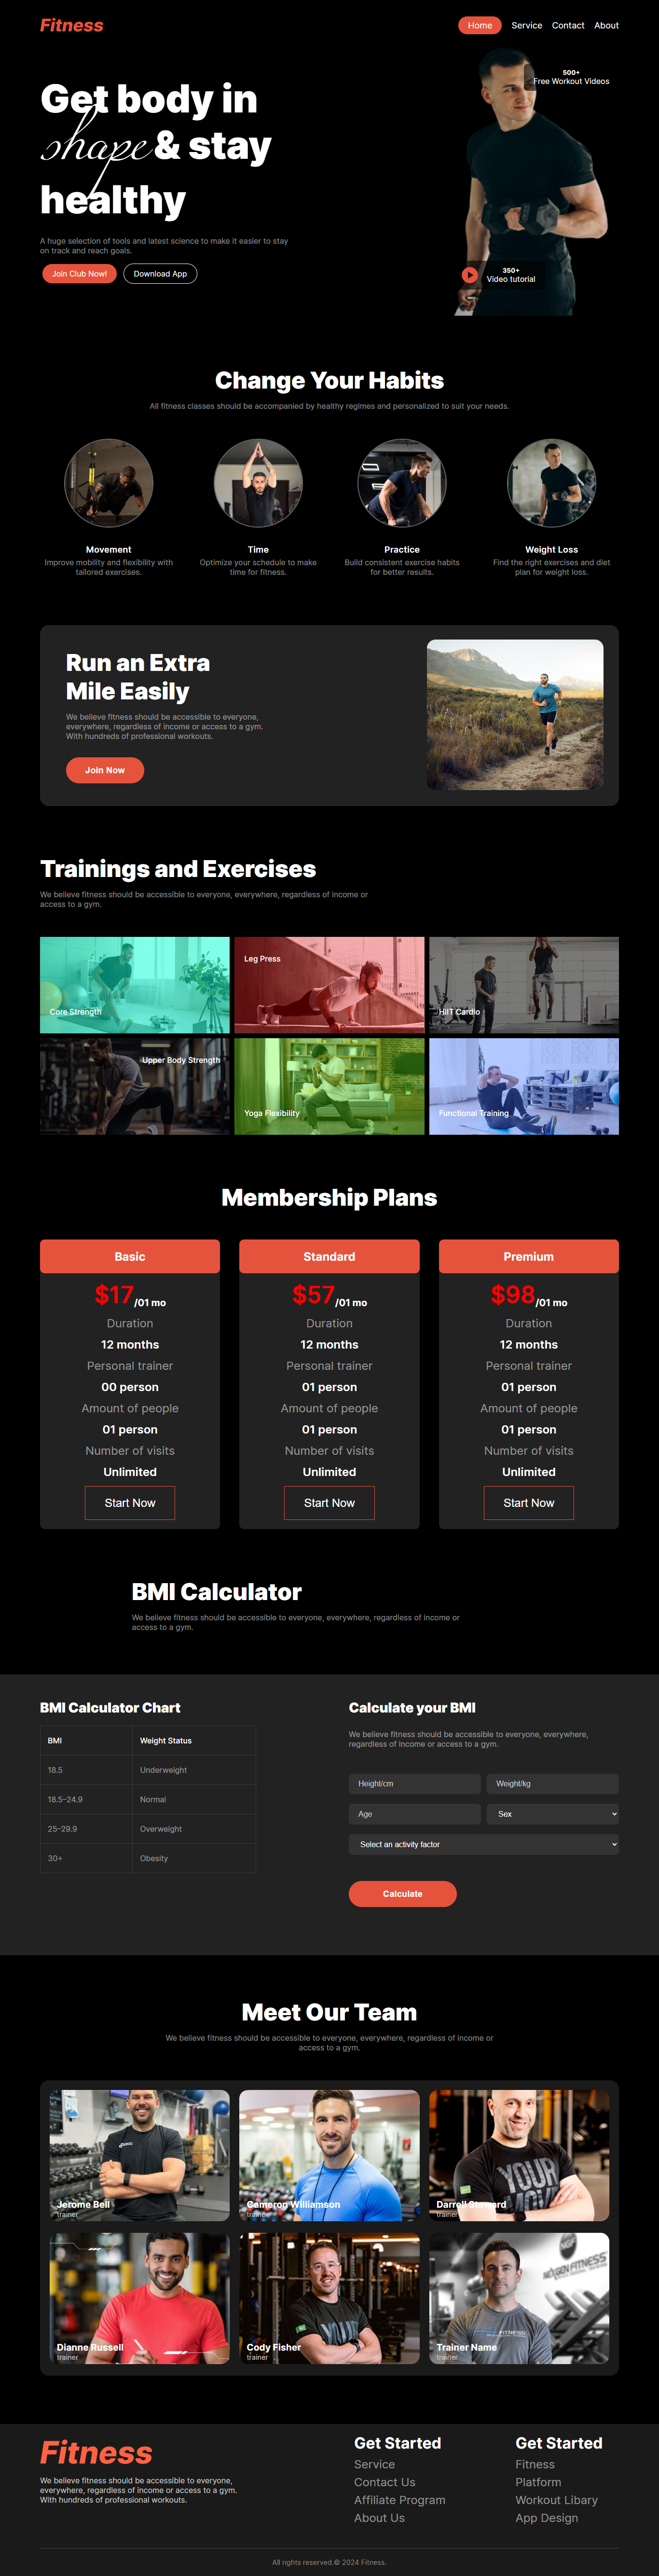 Fitness
Home Service Contact About
500+
Free Workout Videos
Get body in
shape & stay
healthy
A huge selection of tools and latest science to make it easier to stay
on track and reach goals.
Join Club Now! Download App
350+
Video tutorial
Change Your Habits
All fitness classes should be accompanied by healthy regimes and personalized to suit your needs.
Movement
Improve mobility and flexibility with
tailored exercises.
Time
Optimize your schedule to make
time for fitness.
Practice
Build consistent exercise habits
for better results.
Weight Loss
Find the right exercises and diet
plan for weight loss.
Run an Extra
Mile Easily
We believe fitness should be accessible to everyone,
everywhere, regardless of income or access to a gym.
With hundreds of professional workouts.
Join Now
Trainings and Exercises
We believe fitness should be accessible to everyone, everywhere, regardless of income or
access to a gym.
Core Strength
Leg Press
HIIT Cardio
Upper Body Strength
Yoga Flexibility
Functional Training
Membership Plans
Basic
$17/01 mo
Duration
12 months
Personal trainer
00 person
Amount of people
01 person
Number of visits
Unlimited
Start Now
Standard
$57/01 mo
Duration
12 months
Personal trainer
01 person
Amount of people
01 person
Number of visits
Unlimited
Start Now
Premium
$98/01 mo
Duration
12 months
Personal trainer
01 person
Amount of people
01 person
Number of visits
Unlimited
Start Now
BMI Calculator
We believe fitness should be accessible to everyone, everywhere, regardless of income or
access to a gym.
BMI Calculator Chart
BMI Weight Status
18.5 Underweight
18.5–24.9 Normal
25–29.9 Overweight
30+ Obesity
Calculate your BMI
We believe fitness should be accessible to everyone, everywhere,
regardless of income or access to a gym.
Height/cm Weight/kg
Age Sex
Select an activity factor
Calculate
Meet Our Team
We believe fitness should be accessible to everyone, everywhere, regardless of income or
access to a gym.
Jerome Bell
trainer
Cameron Williamson
trainer
YOUR
Darrell Steward
trainer
Dianne Russell
trainer
Cody Fisher
trainer
NEXGEN FITNESS
FITNESS
Trainer Name
trainer
Fitness
We believe fitness should be accessible to everyone,
everywhere, regardless of income or access to a gym.
With hundreds of professional workouts.
Get Started
Service
Contact Us
Affiliate Program
About Us
Get Started
Fitness
Platform
Workout Libary
App Design
All rights reserved.© 2024 Fitness.